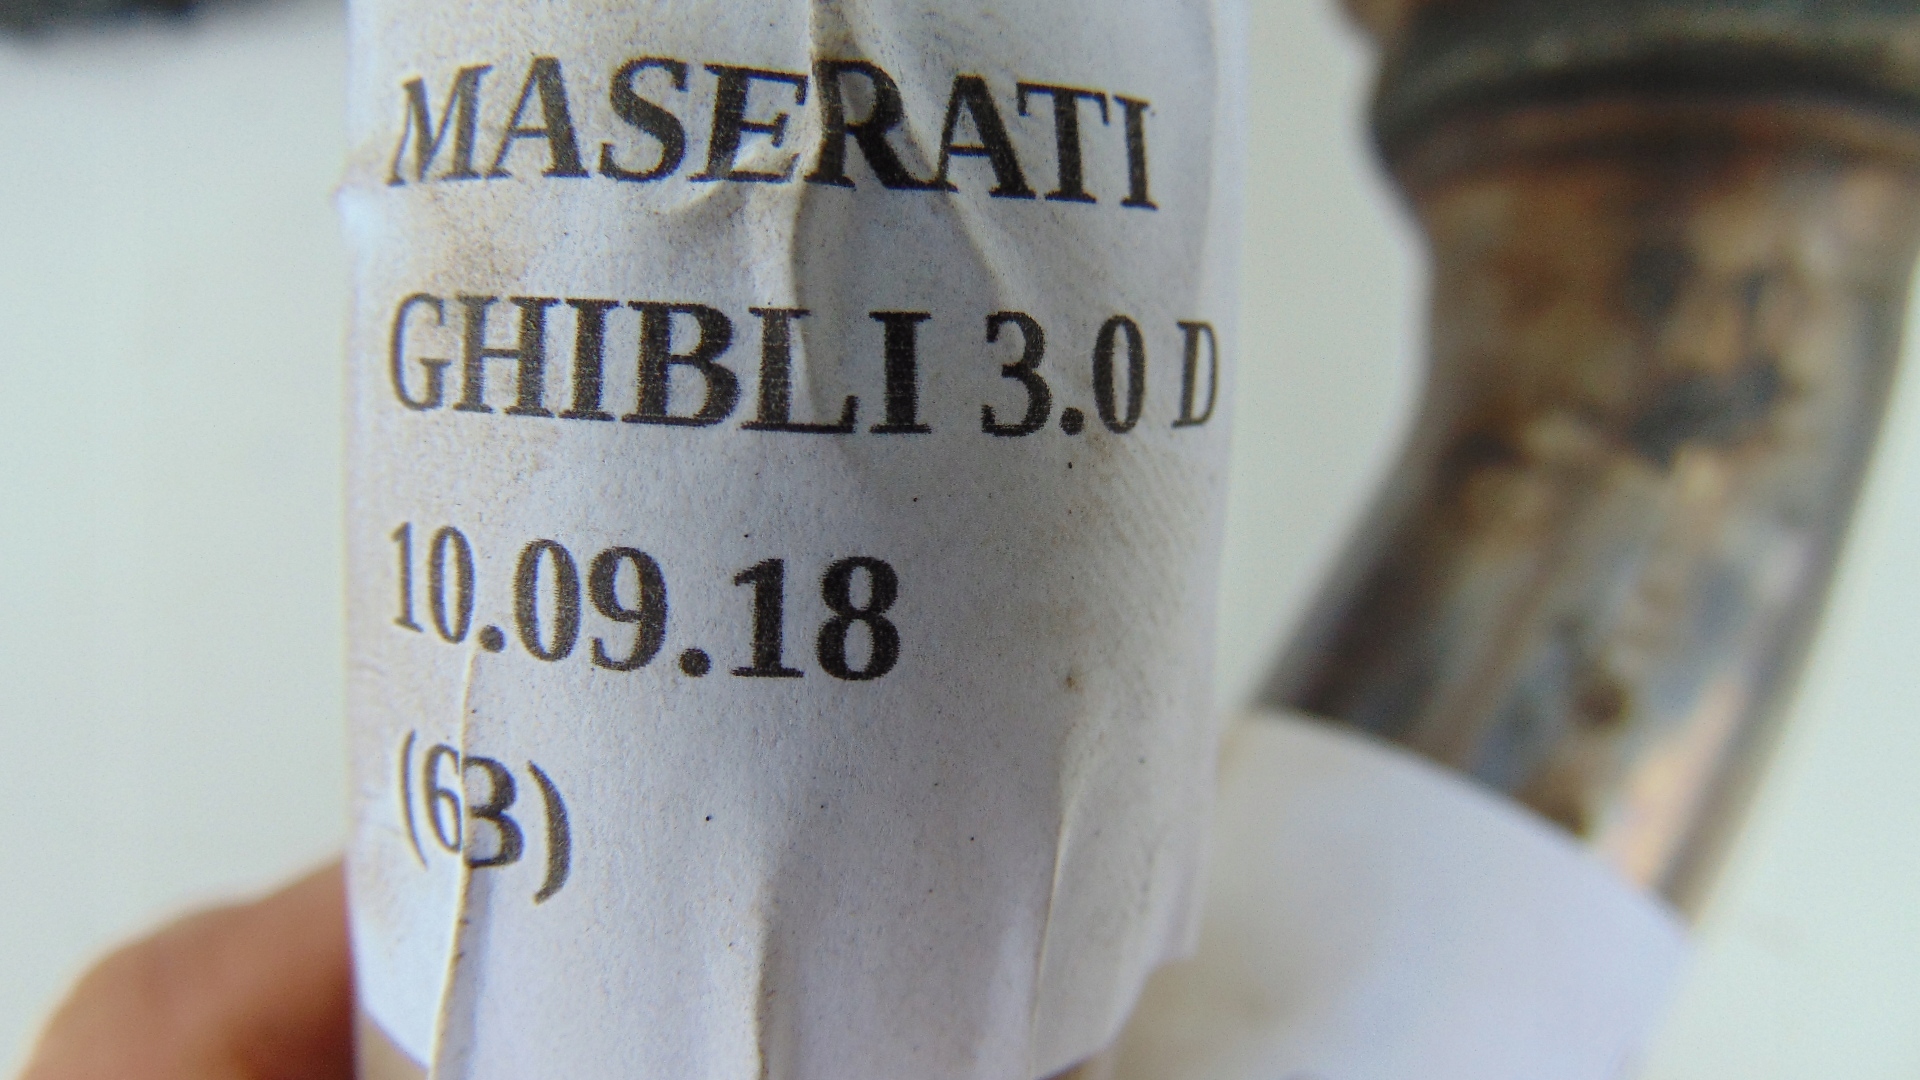 MASERATI
GHIBLI 3.0 D
10.09.18
(63)